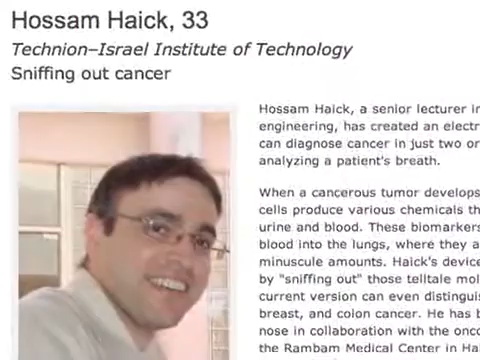 Hossam Haick, 33
Technion–Israel Institute of Technology
Sniffing out cancer
Hossam Haick, a senior lecturer in
engineering, has created an electr
can diagnose cancer in just two or
analyzing a patient's breath.
When a cancerous tumor develops
cells produce various chemicals th
urine and blood. These biomarkers
blood into the lungs, where they a
minuscule amounts. Haick's device
by "sniffing out" those telltale mol
current version can even distinguis
breast, and colon cancer. He has b
nose in collaboration with the onco
the Rambam Medical Center in Hai